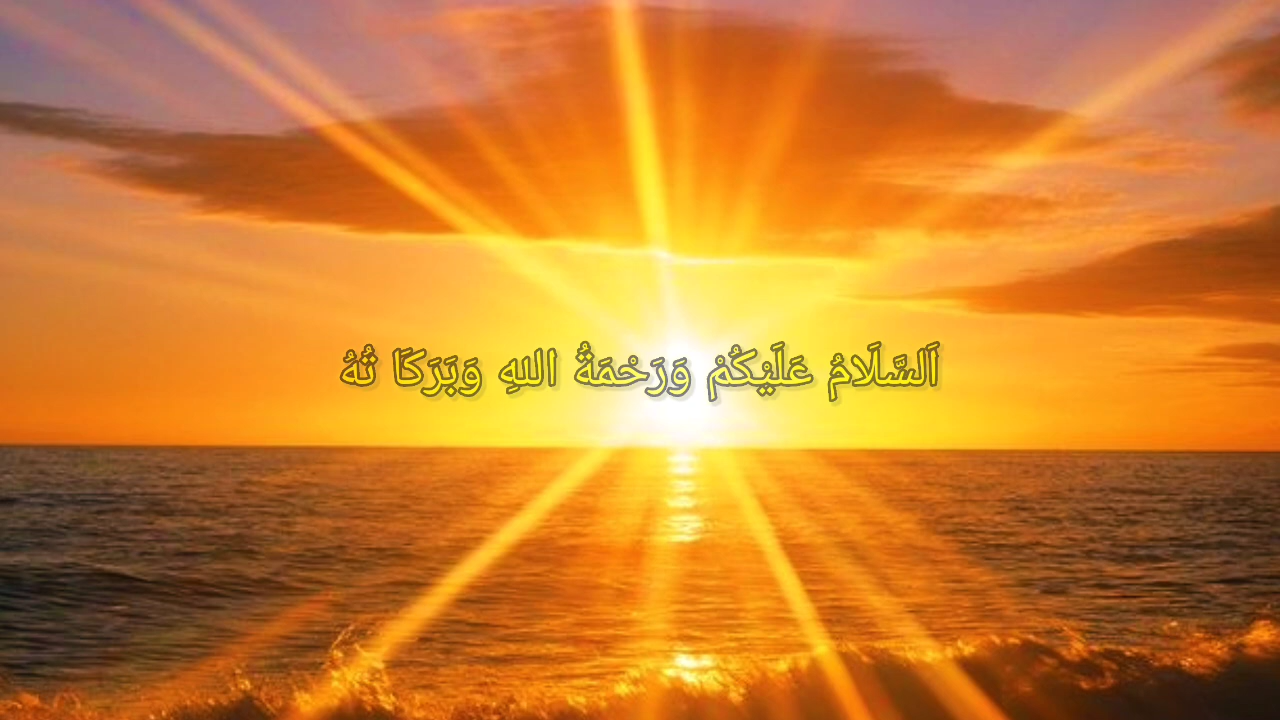 اَلسَّلَامُ عَلَيْكُمْ وَرَحْمَةُ اللهِ وَبَرَكَا تُهُ